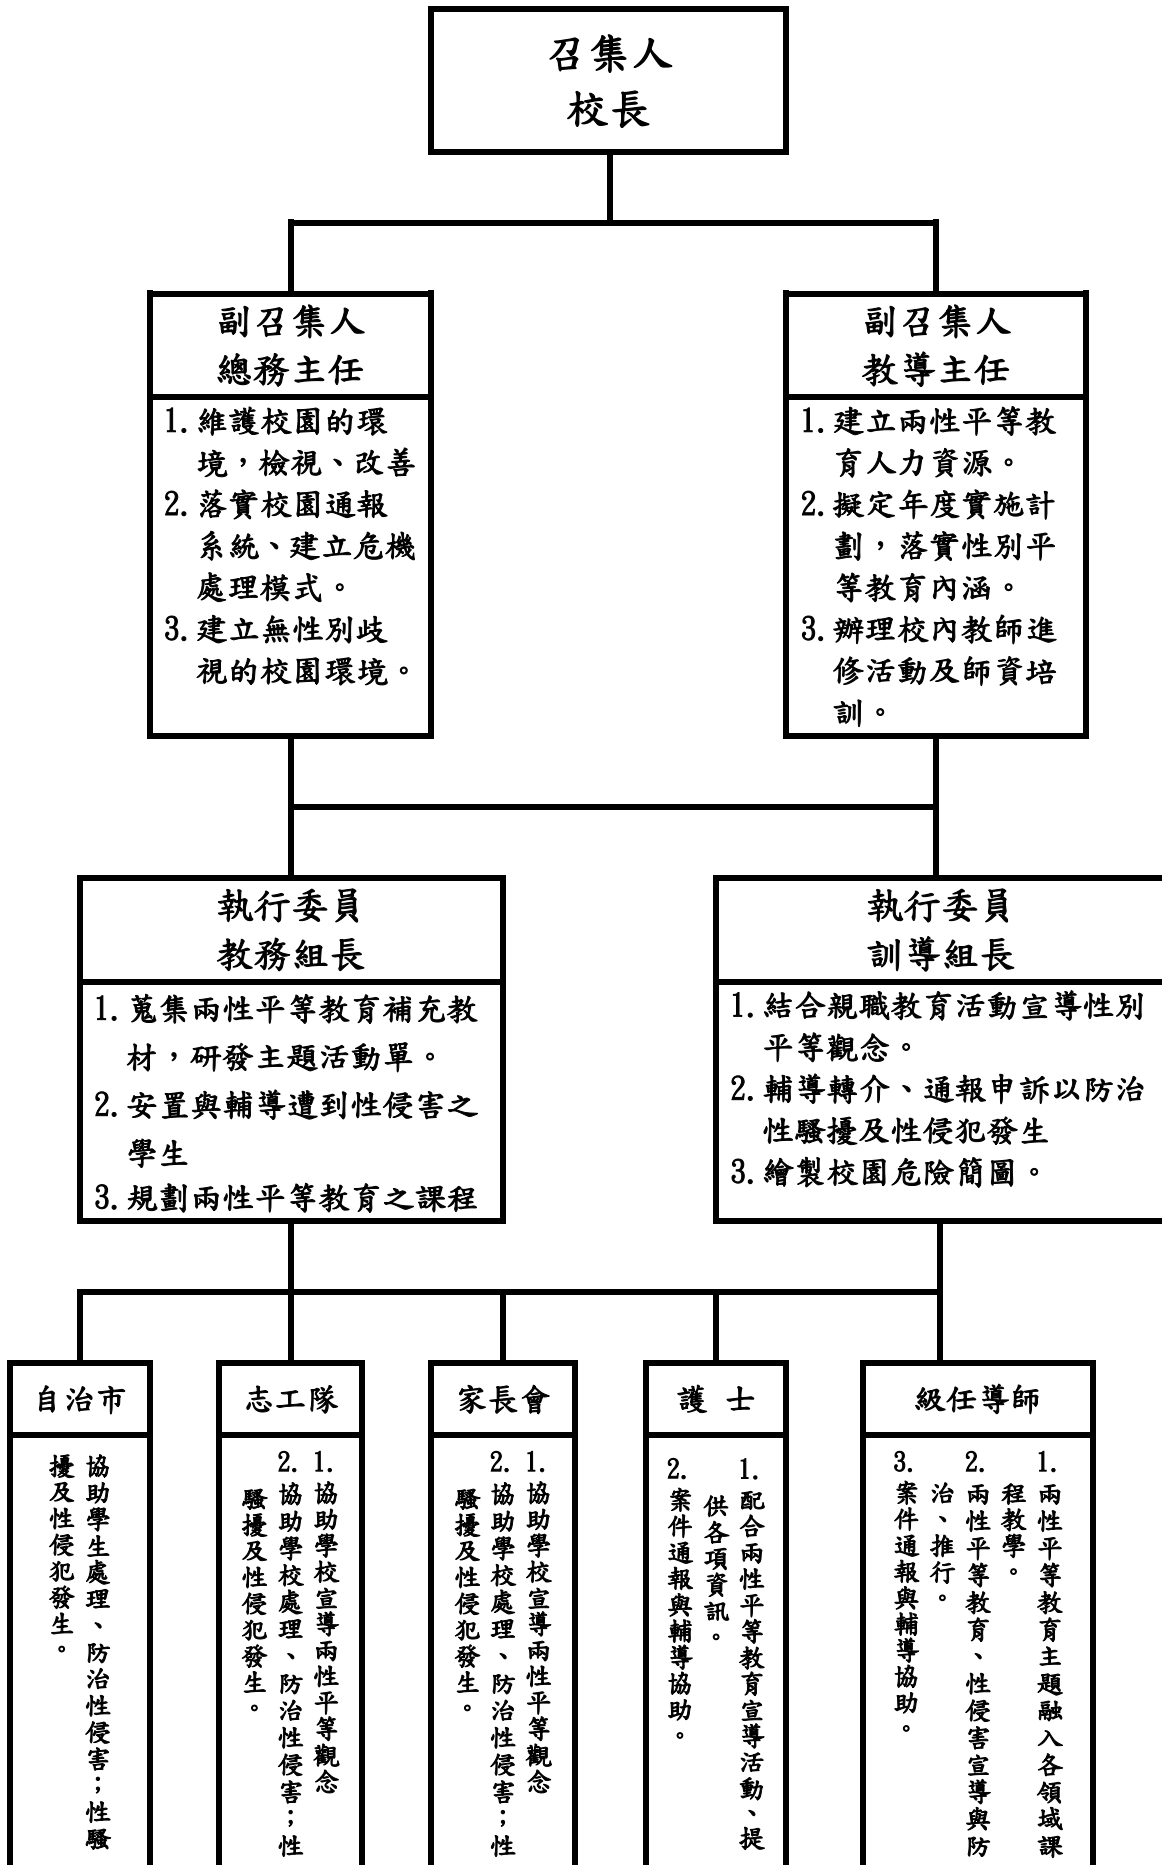 召集人
校長
副召集人
總務主任
1.維護校園的環
境，檢視、改善
2.落實校園通報
系統、建立危機
處理模式。
3.建立無性別歧
視的校園環境。
副召集人
教導主任
1.建立兩性平等教
育人力資源。
2.擬定年度實施計
劃，落實性別平
等教育內涵。
3.辦理校內教師進
修活動及師資培
訓。
執行委員
教務組長
1.蒐集兩性平等教育補充教
材，研發主題活動單。
2.安置與輔導遭到性侵害之
學生
3.規劃兩性平等教育之課程
執行委員
訓導組長
1.結合親職教育活動宣導性別
平等觀念。
2.輔導轉介、通報申訴以防治
性騷擾及性侵犯發生
3.繪製校園危險簡圖。
自治市
協助學生處理、防治性侵害；性騷
擾及性侵犯發生。
志工隊
1.協助學校宣導兩性平等觀念
2.協助學校處理、防治性侵害；性
騷擾及性侵犯發生。
家長會
1.協助學校宣導兩性平等觀念
2.協助學校處理、防治性侵害；性
騷擾及性侵犯發生。
護 士
1.配合兩性平等教育宣導活動、提
供各項資訊。
2.案件通報與輔導協助。
級任導師
1.兩性平等教育主題融入各領域課
程教學。
2.兩性平等教育、性侵害宣導與防
治、推行。
3.案件通報與輔導協助。